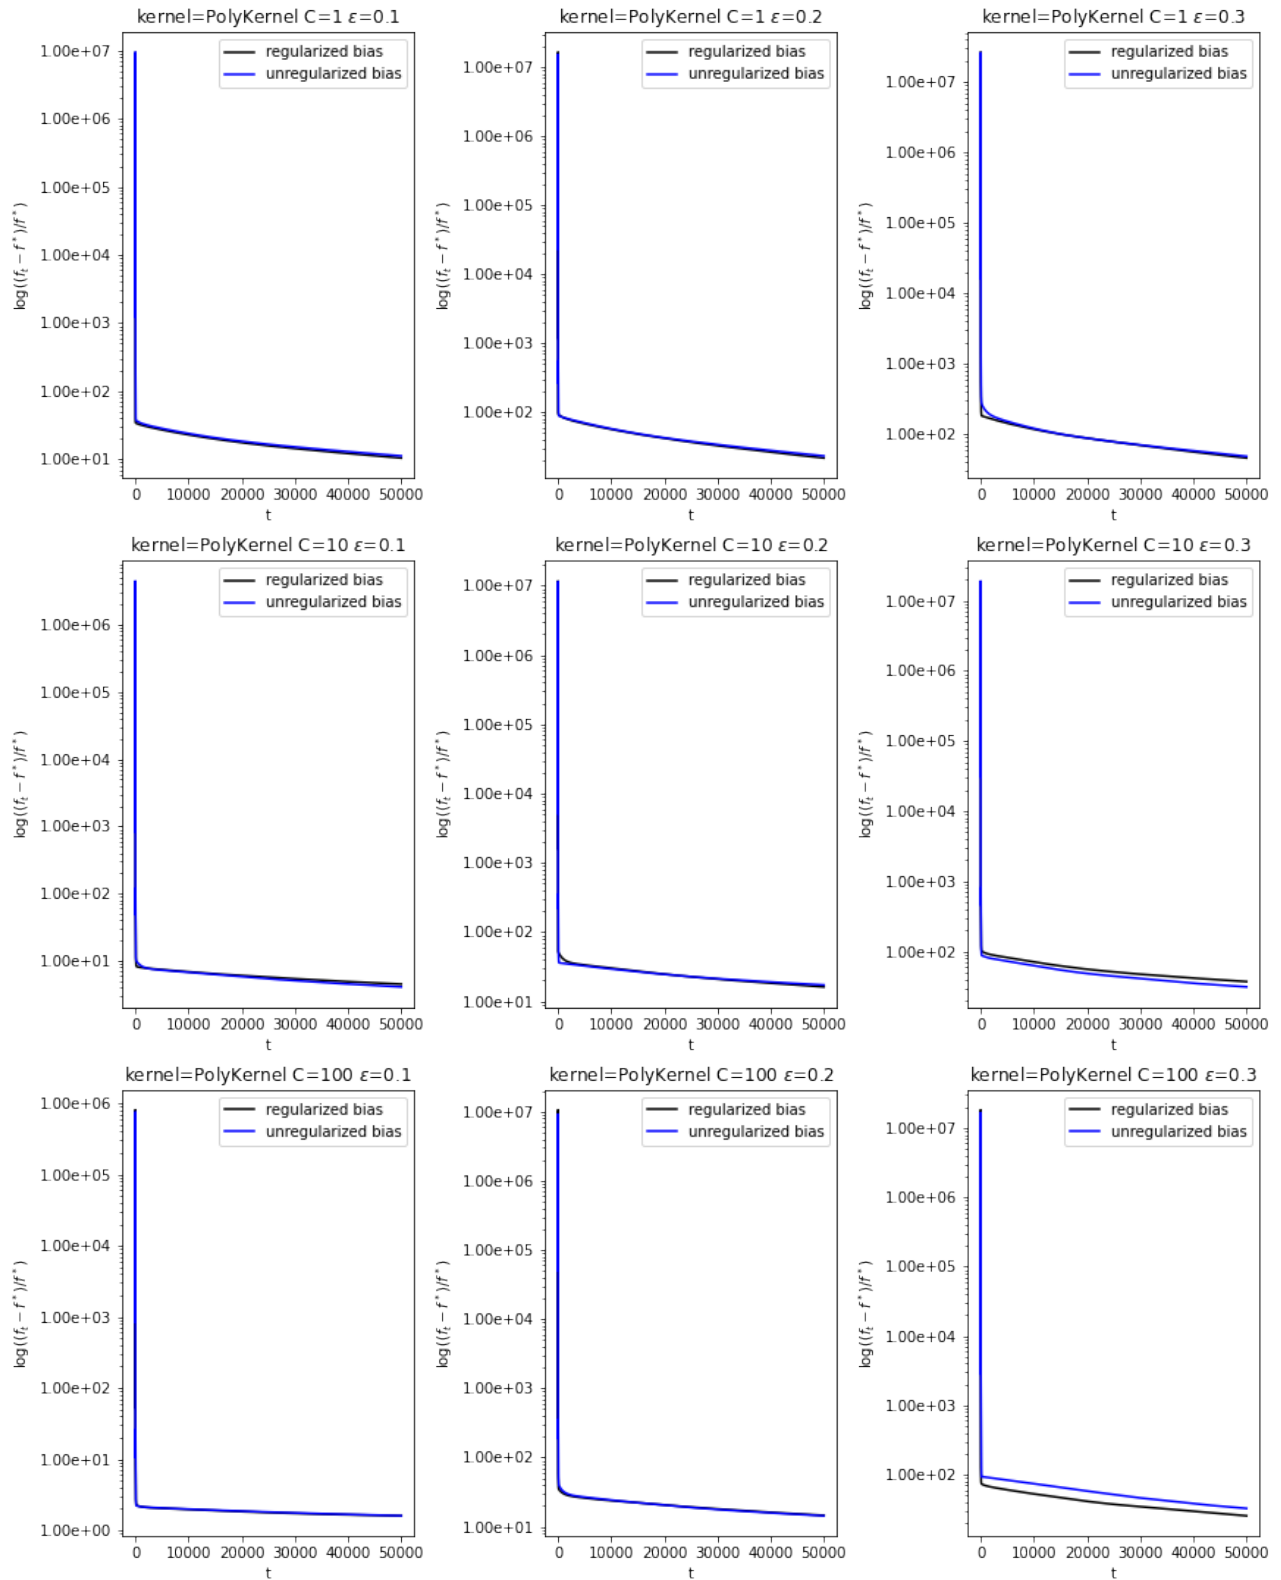 kernel=PolyKernel C=1 ε=0.1
regularized bias
unregularized bias
1.00e+07
1.00e+06
1.00e+05
1.00e+04
1.00e+03
1.00e+02
1.00e+01
log((f_t − f*)/f*)
0 10000 20000 30000 40000 50000
t
kernel=PolyKernel C=1 ε=0.2
regularized bias
unregularized bias
1.00e+07
1.00e+06
1.00e+05
1.00e+04
1.00e+03
1.00e+02
log((f_t − f*)/f*)
0 10000 20000 30000 40000 50000
t
kernel=PolyKernel C=1 ε=0.3
regularized bias
unregularized bias
1.00e+07
1.00e+06
1.00e+05
1.00e+04
1.00e+03
1.00e+02
log((f_t − f*)/f*)
0 10000 20000 30000 40000 50000
t
kernel=PolyKernel C=10 ε=0.1
regularized bias
unregularized bias
1.00e+06
1.00e+05
1.00e+04
1.00e+03
1.00e+02
1.00e+01
log((f_t − f*)/f*)
0 10000 20000 30000 40000 50000
t
kernel=PolyKernel C=10 ε=0.2
regularized bias
unregularized bias
1.00e+07
1.00e+06
1.00e+05
1.00e+04
1.00e+03
1.00e+02
1.00e+01
log((f_t − f*)/f*)
0 10000 20000 30000 40000 50000
t
kernel=PolyKernel C=10 ε=0.3
regularized bias
unregularized bias
1.00e+07
1.00e+06
1.00e+05
1.00e+04
1.00e+03
1.00e+02
log((f_t − f*)/f*)
0 10000 20000 30000 40000 50000
t
kernel=PolyKernel C=100 ε=0.1
regularized bias
unregularized bias
1.00e+06
1.00e+05
1.00e+04
1.00e+03
1.00e+02
1.00e+01
1.00e+00
log((f_t − f*)/f*)
0 10000 20000 30000 40000 50000
t
kernel=PolyKernel C=100 ε=0.2
regularized bias
unregularized bias
1.00e+07
1.00e+06
1.00e+05
1.00e+04
1.00e+03
1.00e+02
1.00e+01
log((f_t − f*)/f*)
0 10000 20000 30000 40000 50000
t
kernel=PolyKernel C=100 ε=0.3
regularized bias
unregularized bias
1.00e+07
1.00e+06
1.00e+05
1.00e+04
1.00e+03
1.00e+02
log((f_t − f*)/f*)
0 10000 20000 30000 40000 50000
t